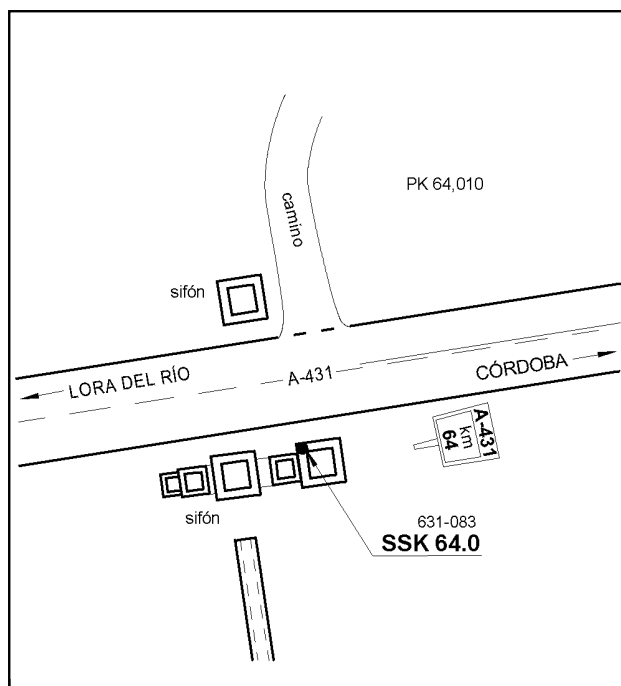 PK 64,010
camino
sifón
LORA DEL RÍO
A-431
CÓRDOBA
A-431
km
64
sifón
631-083
SSK 64.0